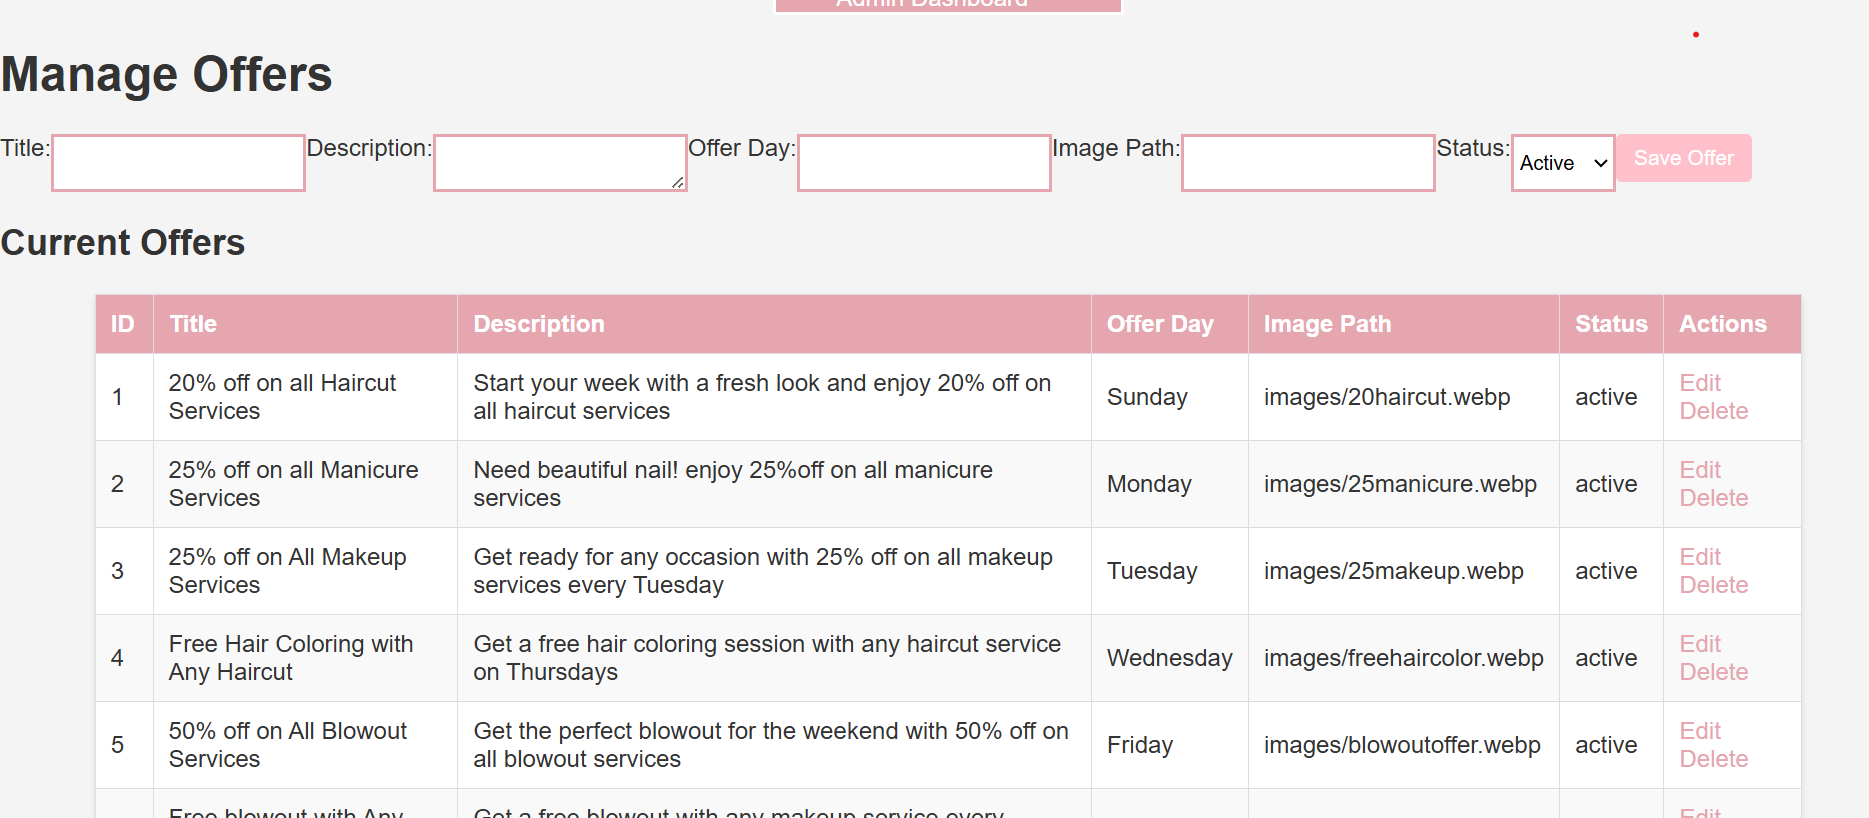 Admin Dashboard
Manage Offers
Title: Description: Offer Day: Image Path: Status: Active Save Offer
Current Offers
ID Title Description Offer Day Image Path Status Actions
1 20% off on all Haircut Services Start your week with a fresh look and enjoy 20% off on all haircut services Sunday images/20haircut.webp active Edit Delete
2 25% off on all Manicure Services Need beautiful nail! enjoy 25%off on all manicure services Monday images/25manicure.webp active Edit Delete
3 25% off on All Makeup Services Get ready for any occasion with 25% off on all makeup services every Tuesday Tuesday images/25makeup.webp active Edit Delete
4 Free Hair Coloring with Any Haircut Get a free hair coloring session with any haircut service on Thursdays Wednesday images/freehaircolor.webp active Edit Delete
5 50% off on All Blowout Services Get the perfect blowout for the weekend with 50% off on all blowout services Friday images/blowoutoffer.webp active Edit Delete
Free blowout with Any Get a free blowout with any makeup service every Edit